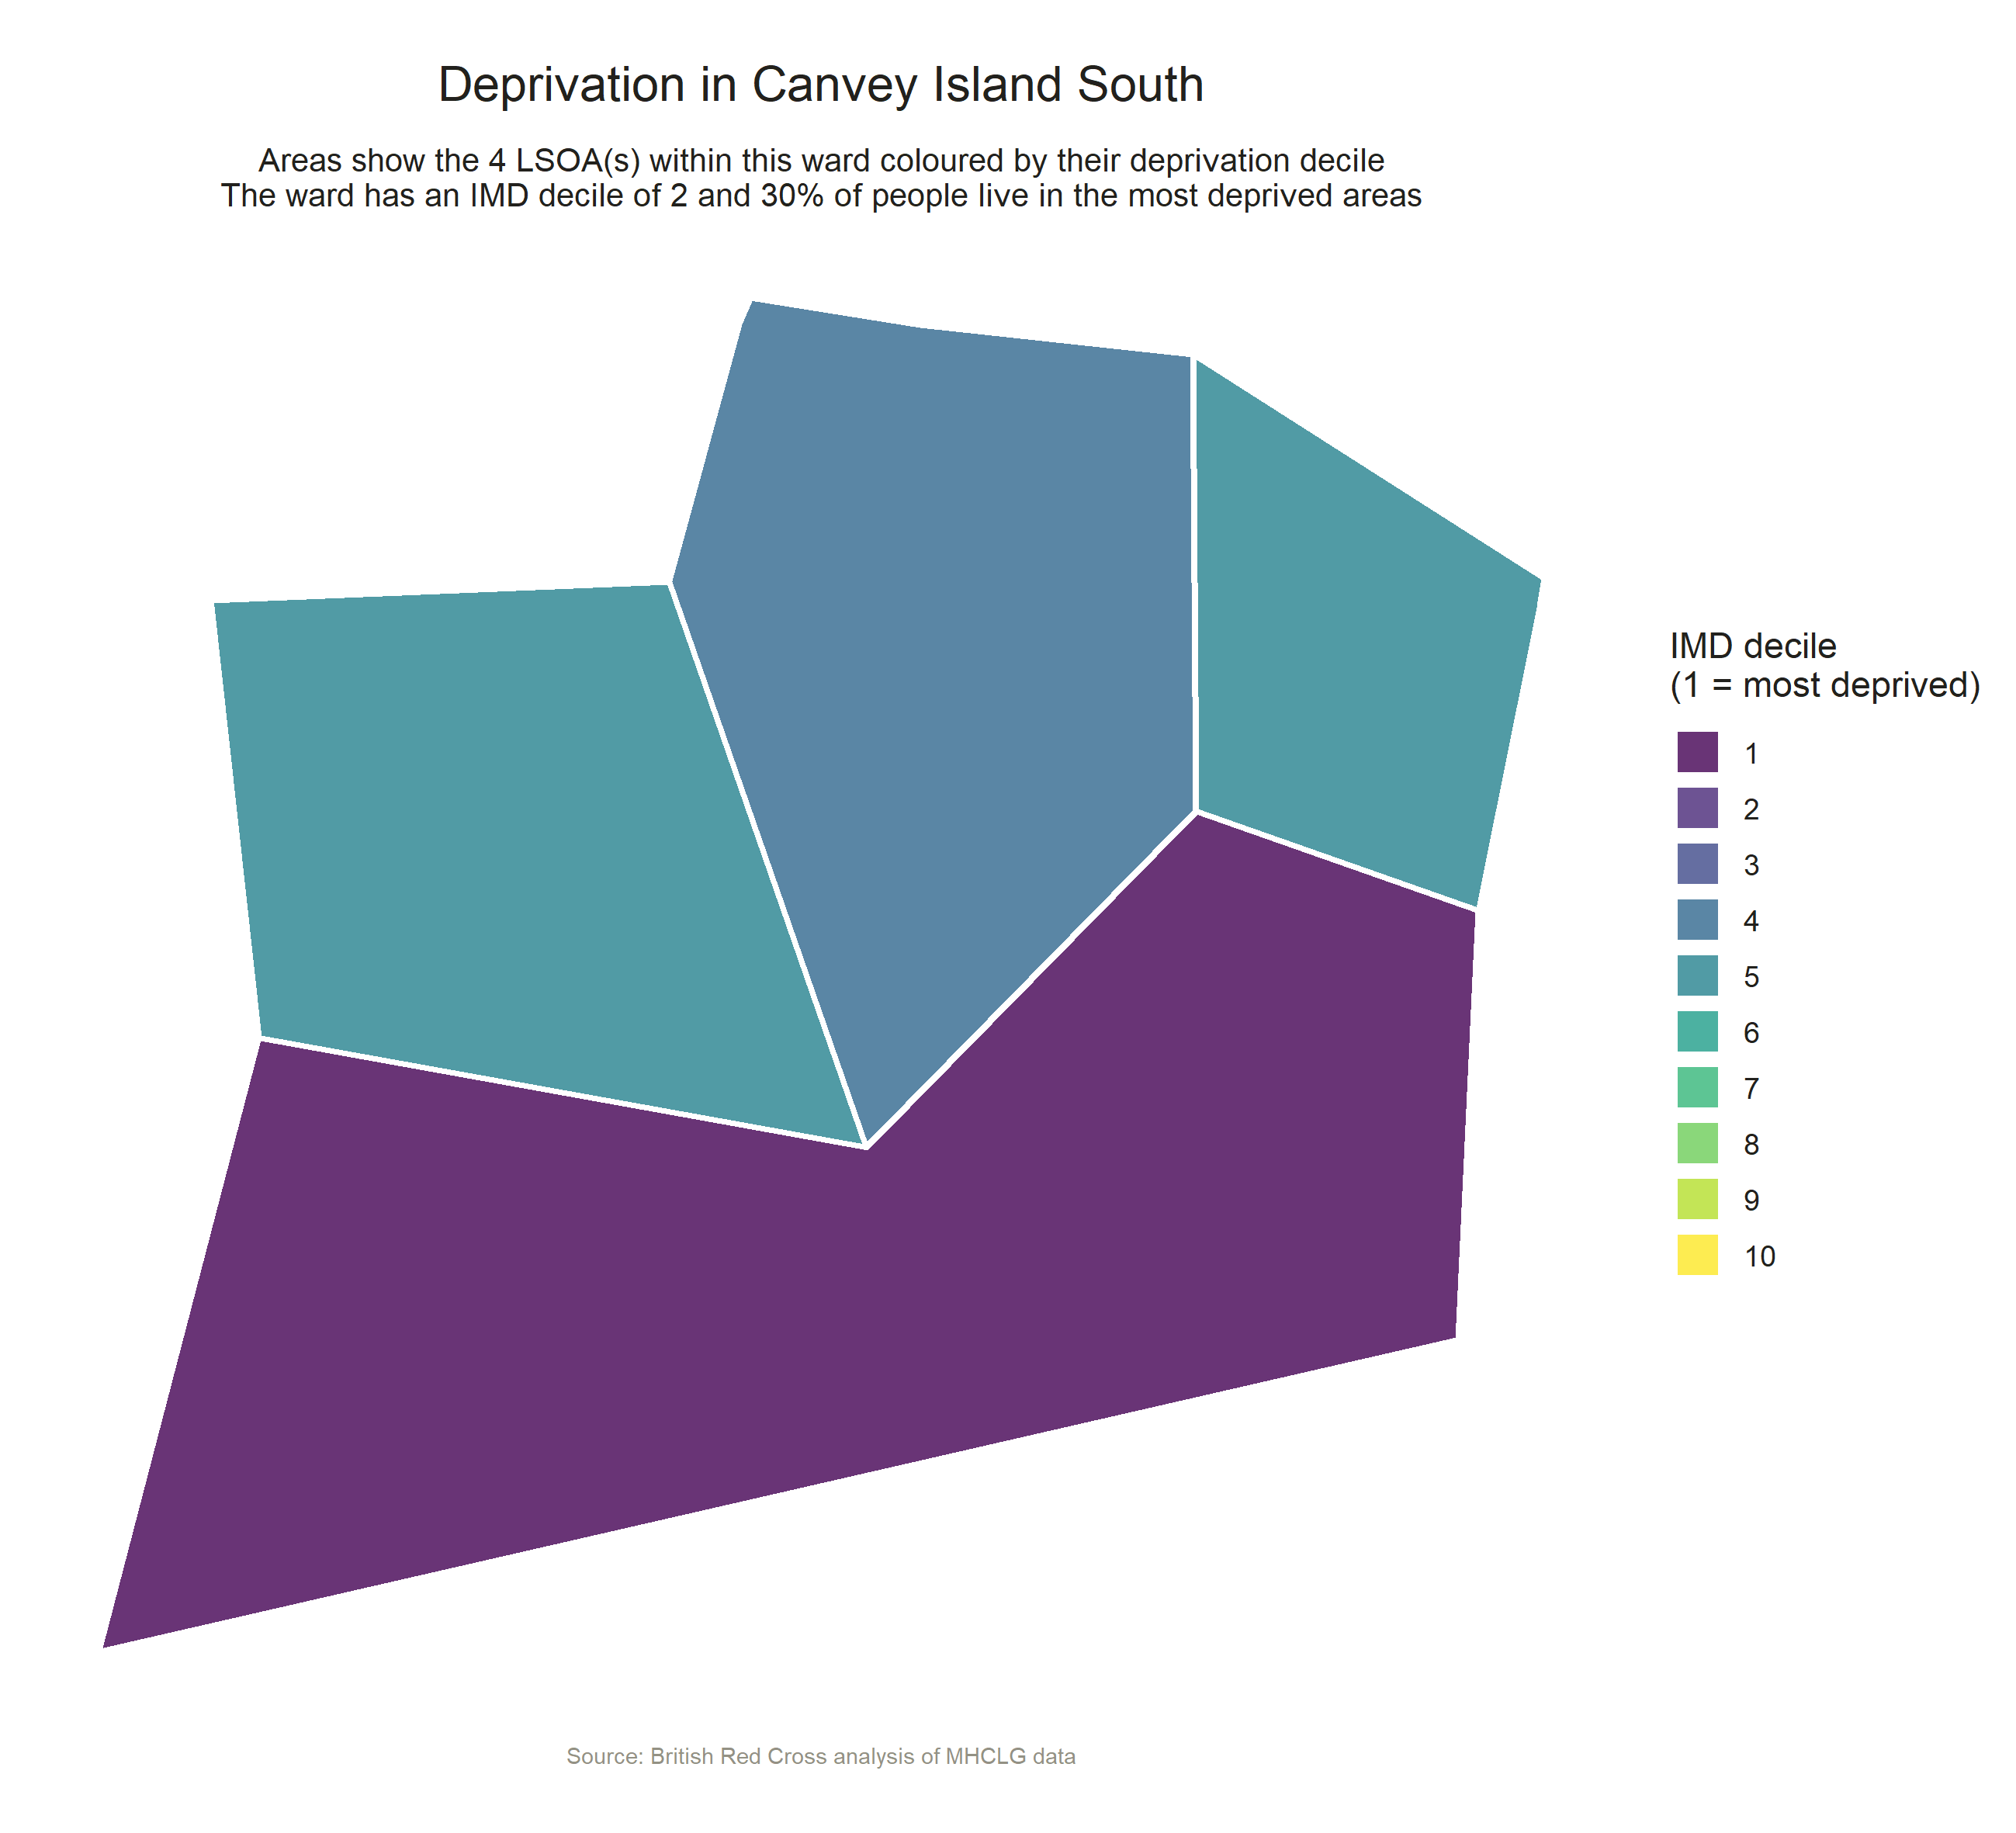 Deprivation in Canvey Island South
Areas show the 4 LSOA(s) within this ward coloured by their deprivation decile
The ward has an IMD decile of 2 and 30% of people live in the most deprived areas
IMD decile
(1 = most deprived)
1
2
3
4
5
6
7
8
9
10
Source: British Red Cross analysis of MHCLG data